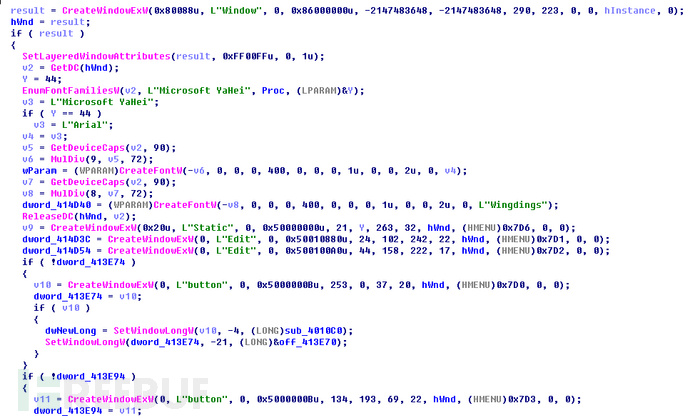 result = CreateWindowExW(0x80088u, L"Window", 0, 0x86000000u, -2147483648, -2147483648, 290, 223, 0, 0, hInstance, 0);
hWnd = result;
if ( result )
{
SetLayeredWindowAttributes(result, 0xFF00FFu, 0, 1u);
v2 = GetDC(hWnd);
Y = 44;
EnumFontFamiliesW(v2, L"Microsoft YaHei", Proc, (LPARAM)&Y);
v3 = L"Microsoft YaHei";
if ( Y == 44 )
v3 = L"Arial";
v4 = v3;
v5 = GetDeviceCaps(v2, 90);
v6 = MulDiv(9, v5, 72);
wParam = (WPARAM)CreateFontW(-v6, 0, 0, 0, 400, 0, 0, 0, 1u, 0, 0, 2u, 0, v4);
v7 = GetDeviceCaps(v2, 90);
v8 = MulDiv(8, v7, 72);
dword_414D40 = (WPARAM)CreateFontW(-v8, 0, 0, 0, 400, 0, 0, 0, 1u, 0, 0, 2u, 0, L"Wingdings");
ReleaseDC(hWnd, v2);
v9 = CreateWindowExW(0x20u, L"Static", 0, 0x50000000u, 21, Y, 263, 32, hWnd, (HMENU)0x7D6, 0, 0);
dword_414D3C = CreateWindowExW(0, L"Edit", 0, 0x50010880u, 24, 102, 242, 22, hWnd, (HMENU)0x7D1, 0, 0);
dword_414D54 = CreateWindowExW(0, L"Edit", 0, 0x500100A0u, 44, 158, 222, 17, hWnd, (HMENU)0x7D2, 0, 0);
if ( !dword_413E74 )
{
v10 = CreateWindowExW(0, L"button", 0, 0x5000000Bu, 253, 0, 37, 20, hWnd, (HMENU)0x7D0, 0, 0);
dword_413E74 = v10;
if ( v10 )
{
dwNewLong = SetWindowLongW(v10, -4, (LONG)sub_4010C0);
SetWindowLongW(dword_413E74, -21, (LONG)&off_413E70);
}
}
if ( !dword_413E94 )
{
v11 = CreateWindowExW(0, L"button", 0, 0x5000000Bu, 134, 193, 69, 22, hWnd, (HMENU)0x7D3, 0, 0);
dword_413E94 = v11;